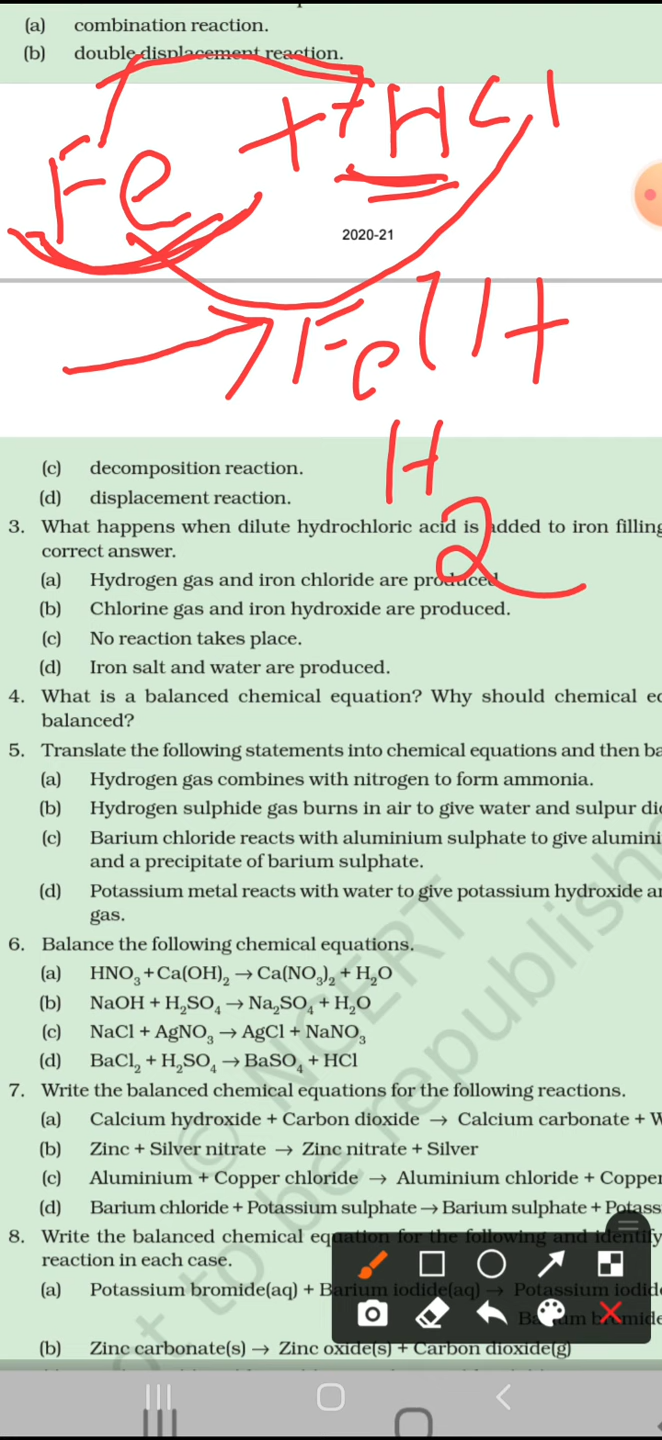 (a) combination reaction.
(b) double displacement reaction.
Fe + HCl
2020-21
→ FeCl +
H2
(c) decomposition reaction.
(d) displacement reaction.
3. What happens when dilute hydrochloric acid is added to iron filling
correct answer.
(a) Hydrogen gas and iron chloride are produced.
(b) Chlorine gas and iron hydroxide are produced.
(c) No reaction takes place.
(d) Iron salt and water are produced.
4. What is a balanced chemical equation? Why should chemical e
balanced?
5. Translate the following statements into chemical equations and then ba
(a) Hydrogen gas combines with nitrogen to form ammonia.
(b) Hydrogen sulphide gas burns in air to give water and sulpur di
(c) Barium chloride reacts with aluminium sulphate to give alumini
and a precipitate of barium sulphate.
(d) Potassium metal reacts with water to give potassium hydroxide a
gas.
6. Balance the following chemical equations.
(a) HNO₃ + Ca(OH)₂ → Ca(NO₃)₂ + H₂O
(b) NaOH + H₂SO₄ → Na₂SO₄ + H₂O
(c) NaCl + AgNO₃ → AgCl + NaNO₃
(d) BaCl₂ + H₂SO₄ → BaSO₄ + HCl
7. Write the balanced chemical equations for the following reactions.
(a) Calcium hydroxide + Carbon dioxide → Calcium carbonate + W
(b) Zinc + Silver nitrate → Zinc nitrate + Silver
(c) Aluminium + Copper chloride → Aluminium chloride + Copper
(d) Barium chloride + Potassium sulphate → Barium sulphate + Potass
8. Write the balanced chemical equation for the following and identify
reaction in each case.
(a) Potassium bromide(aq) + Barium iodide(aq) → Potassium iodid
Barium bromide
(b) Zinc carbonate(s) → Zinc oxide(s) + Carbon dioxide(g)
© NCERT
not to be republish